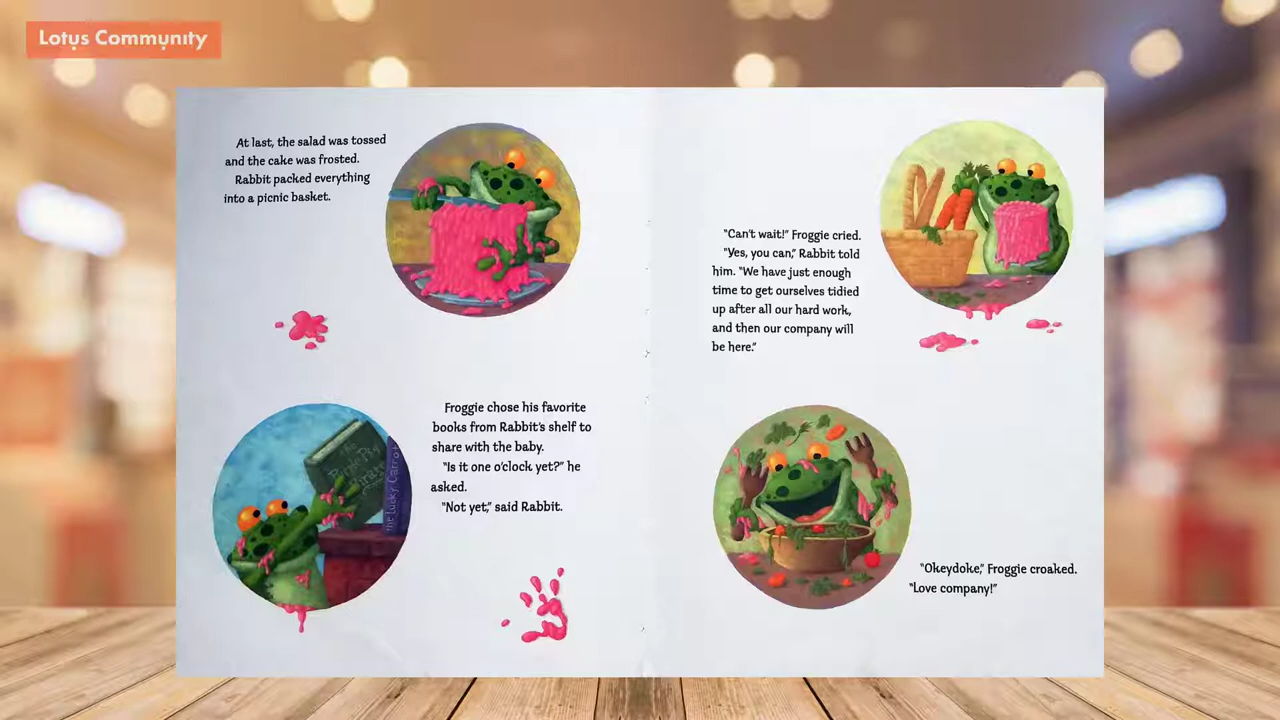 Lotus Community
At last, the salad was tossed
and the cake was frosted.
Rabbit packed everything
into a picnic basket.
Froggie chose his favorite
books from Rabbit's shelf to
share with the baby.
"Is it one o'clock yet?" he
asked.
"Not yet," said Rabbit.
the Lucky Carrot
"Can't wait!" Froggie cried.
"Yes, you can," Rabbit told
him. "We have just enough
time to get ourselves tidied
up after all our hard work,
and then our company will
be here."
"Okeydoke," Froggie croaked.
"Love company!"